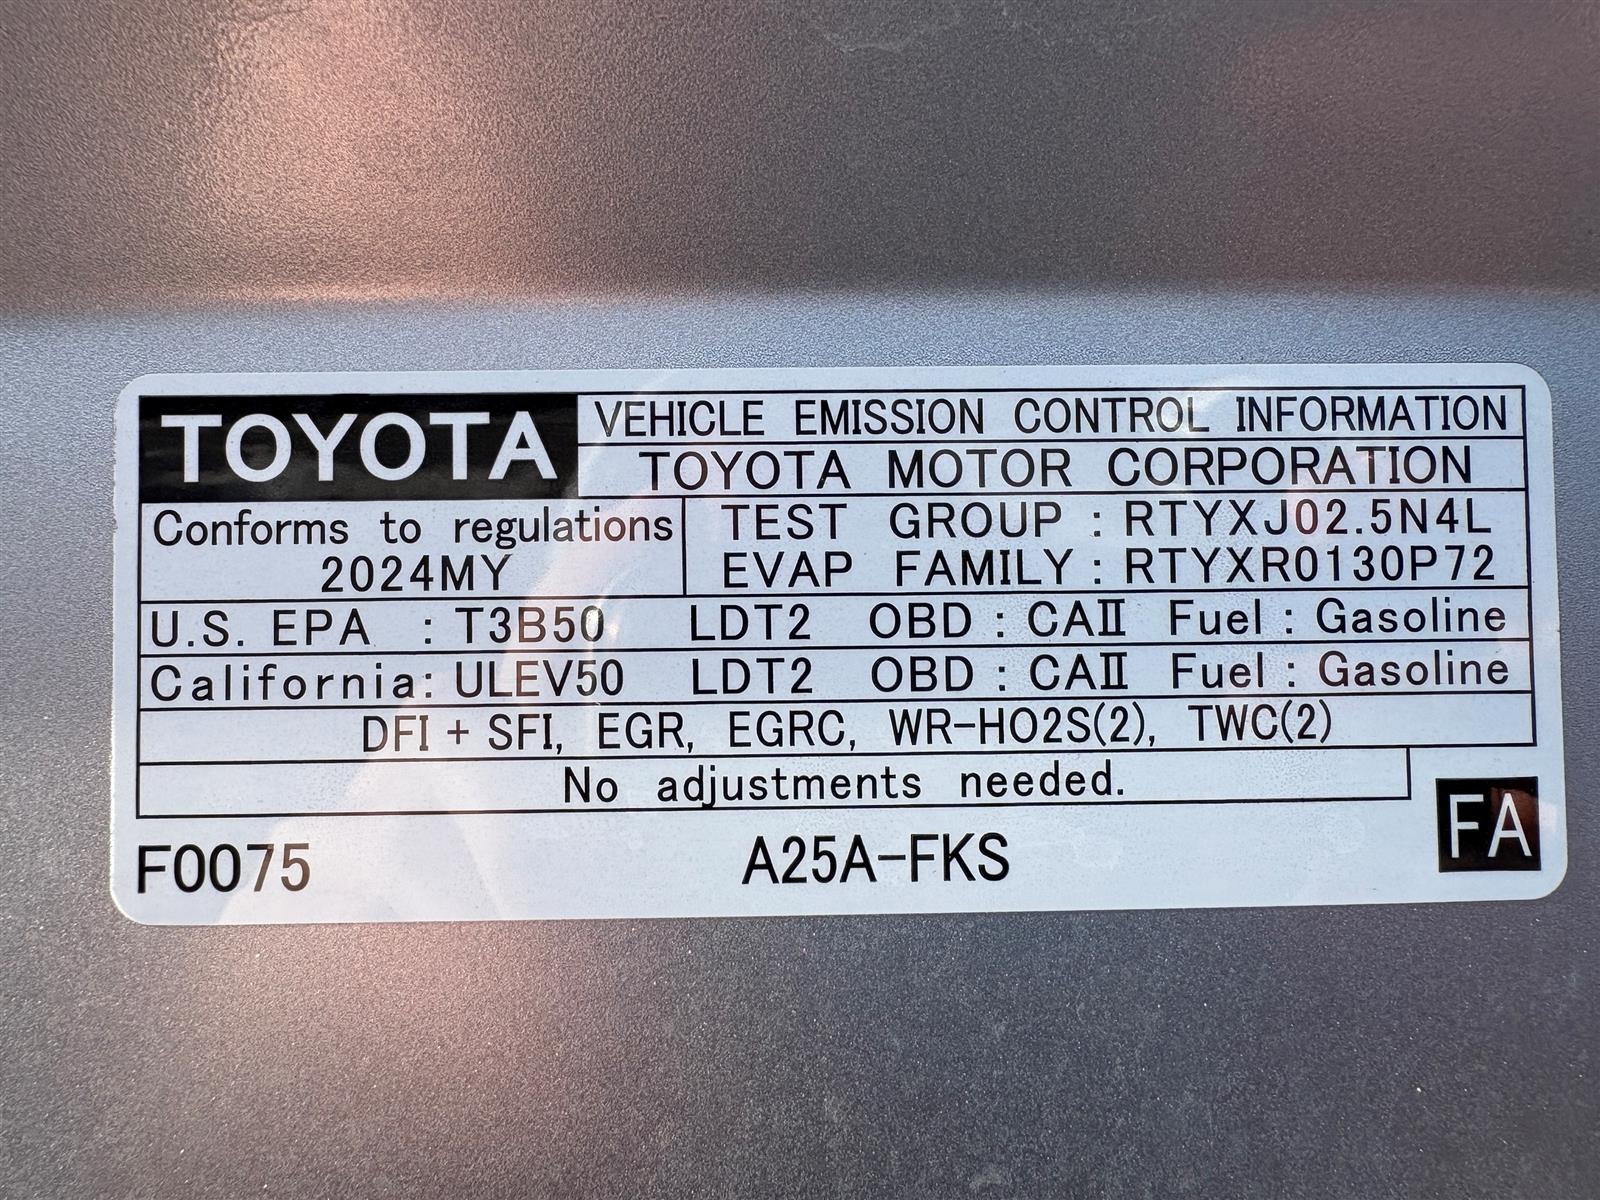 TOYOTA
VEHICLE EMISSION CONTROL INFORMATION
TOYOTA MOTOR CORPORATION
Conforms to regulations
2024MY
TEST GROUP : RTYXJ02.5N4L
EVAP FAMILY : RTYXR0130P72
U.S. EPA : T3B50 LDT2 OBD : CAⅡ Fuel : Gasoline
California: ULEV50 LDT2 OBD : CAⅡ Fuel : Gasoline
DFI + SFI, EGR, EGRC, WR-HO2S(2), TWC(2)
No adjustments needed.
FA
F0075 A25A-FKS